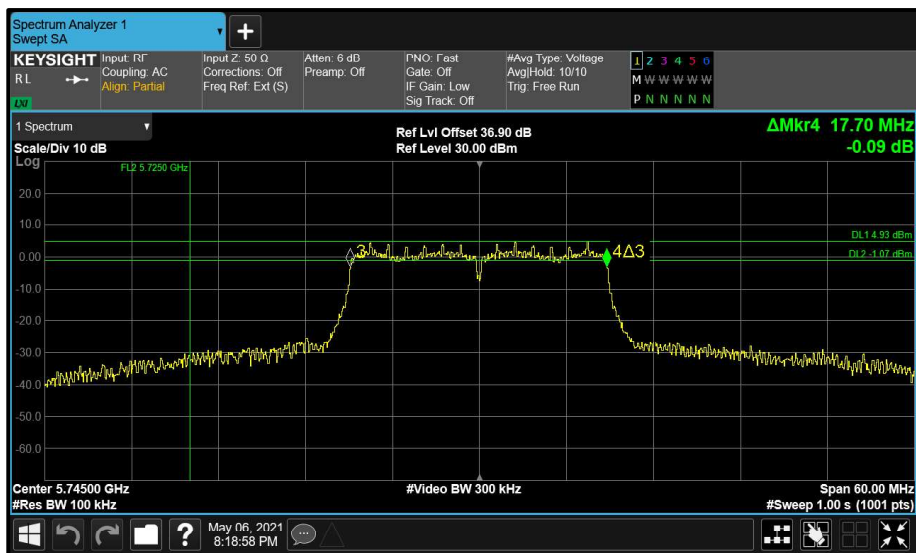 Spectrum Analyzer 1
Swept SA
KEYSIGHT
RL
LXI
Input: RF
Coupling: AC
Align: Partial
Input Z: 50 Ω
Corrections: Off
Freq Ref: Ext (S)
Atten: 6 dB
Preamp: Off
PNO: Fast
Gate: Off
IF Gain: Low
Sig Track: Off
#Avg Type: Voltage
Avg|Hold: 10/10
Trig: Free Run
1 2 3 4 5 6
M W W W W W
P N N N N N
1 Spectrum
Scale/Div 10 dB
Ref Lvl Offset 36.90 dB
Ref Level 30.00 dBm
ΔMkr4 17.70 MHz
-0.09 dB
Log
FL2 5.7250 GHz
20.0
10.0
DL1 4.93 dBm
3
4Δ3
0.00
DL2 -1.07 dBm
-10.0
-20.0
-30.0
-40.0
-50.0
-60.0
Center 5.74500 GHz
#Video BW 300 kHz
Span 60.00 MHz
#Res BW 100 kHz
#Sweep 1.00 s (1001 pts)
?
May 06, 2021
8:18:58 PM